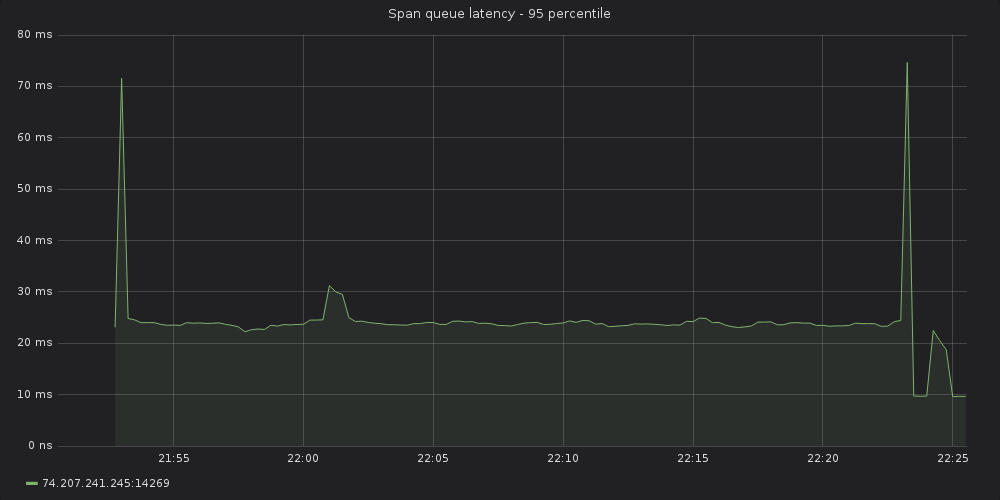 Span queue latency - 95 percentile
80 ms
70 ms
60 ms
50 ms
40 ms
30 ms
20 ms
10 ms
0 ns
21:55 22:00 22:05 22:10 22:15 22:20 22:25
74.207.241.245:14269